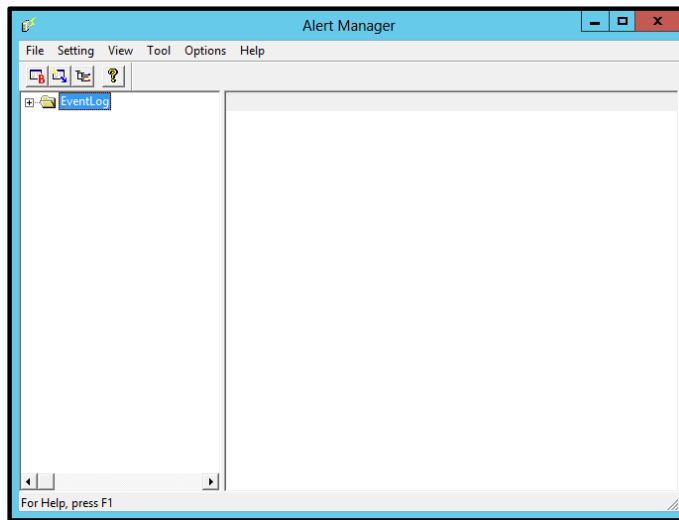 Alert Manager
File Setting View Tool Options Help
EventLog
For Help, press F1